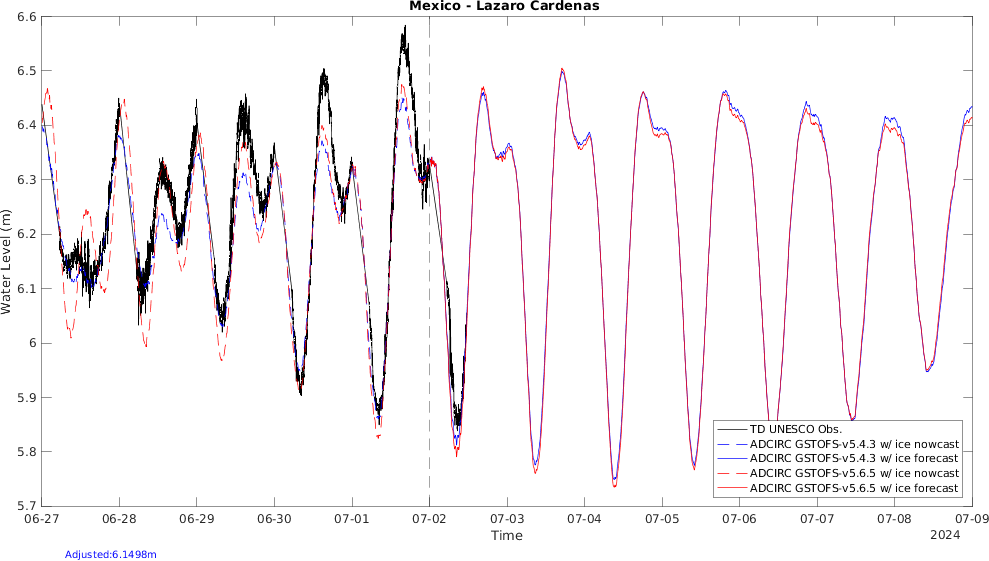 Mexico - Lazaro Cardenas
Water Level (m)
6.6
6.5
6.4
6.3
6.2
6.1
6
5.9
5.8
5.7
TD UNESCO Obs.
ADCIRC GSTOFS-v5.4.3 w/ ice nowcast
ADCIRC GSTOFS-v5.4.3 w/ ice forecast
ADCIRC GSTOFS-v5.6.5 w/ ice nowcast
ADCIRC GSTOFS-v5.6.5 w/ ice forecast
06-27 06-28 06-29 06-30 07-01 07-02 07-03 07-04 07-05 07-06 07-07 07-08 07-09
Time
2024
Adjusted:6.1498m